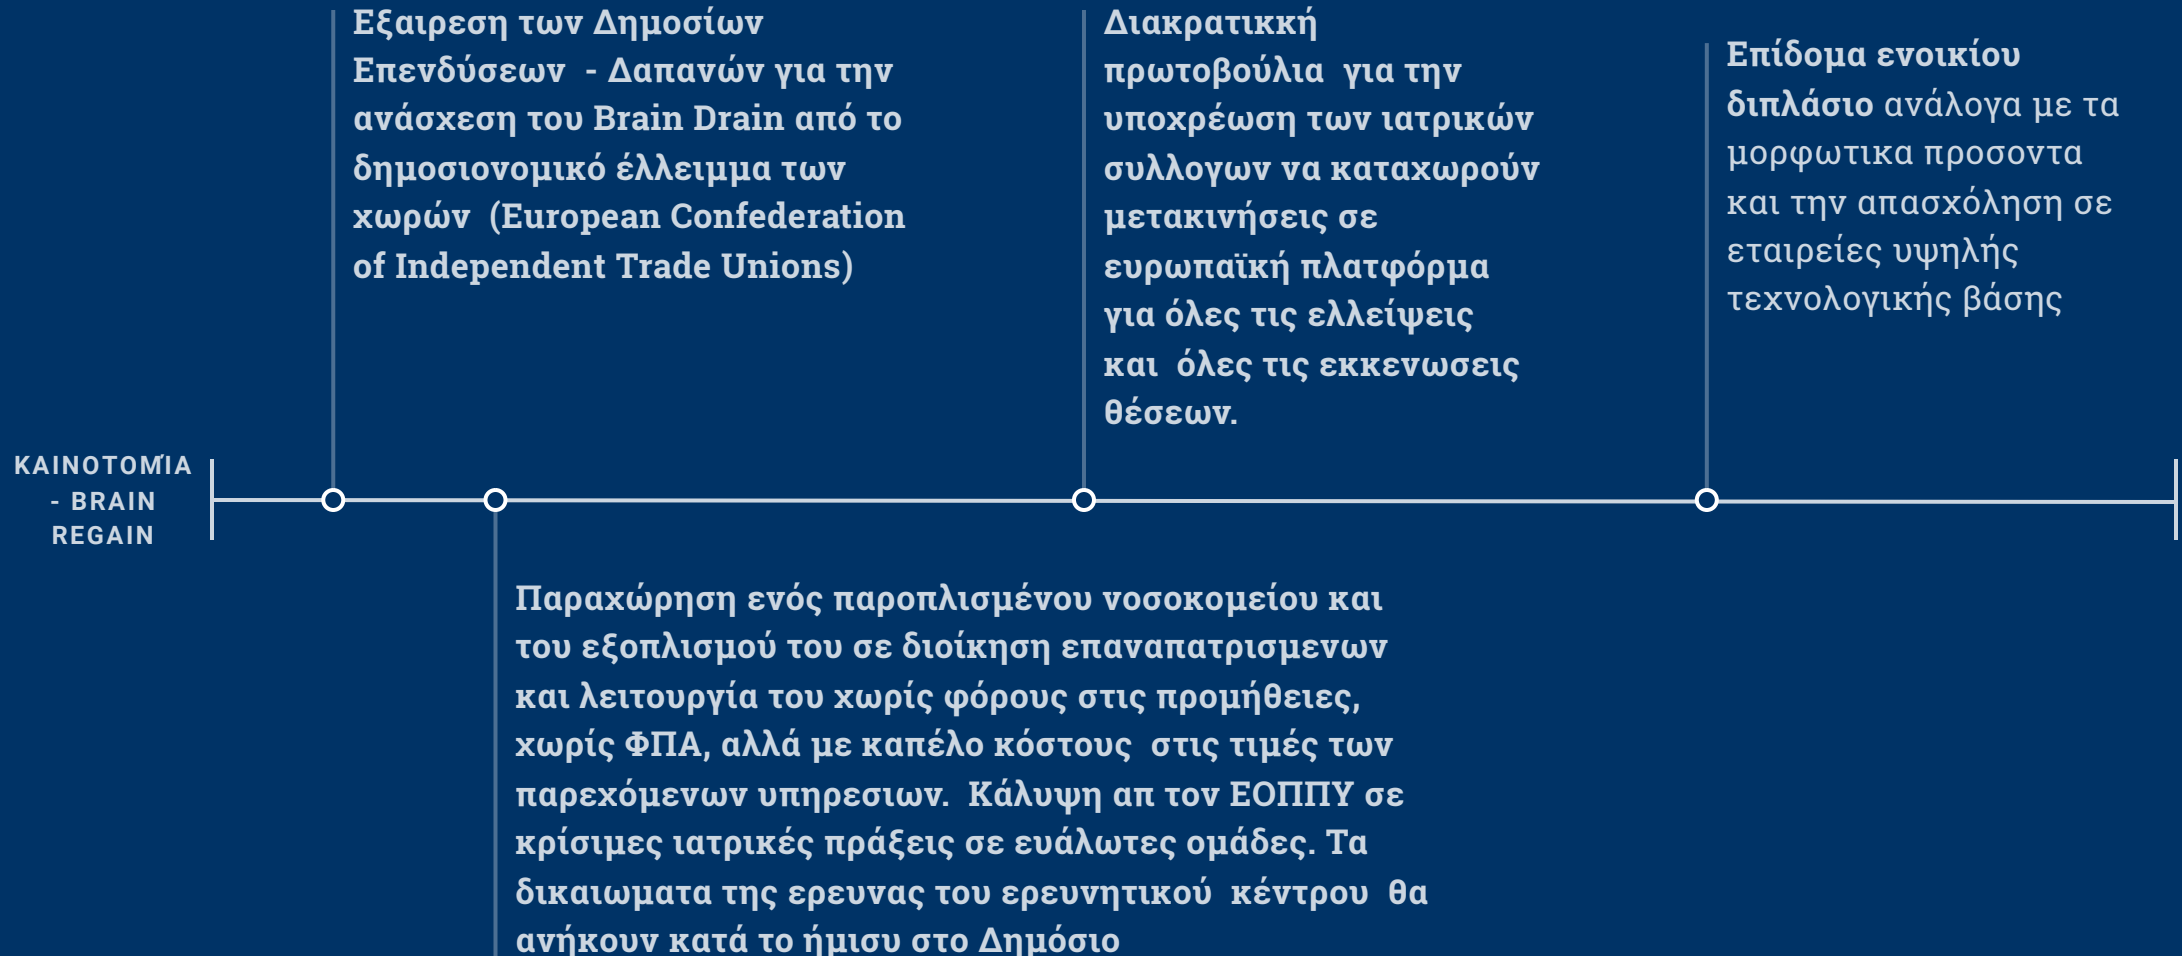 Εξαιρεση των Δημοσίων
Επενδύσεων - Δαπανών για την
ανάσχεση του Brain Drain από το
δημοσιονομικό έλλειμμα των
χωρών (European Confederation
of Independent Trade Unions)
Διακρατικκή
πρωτοβούλια για την
υποχρέωση των ιατρικών
συλλογων να καταχωρούν
μετακινήσεις σε
ευρωπαϊκή πλατφόρμα
για όλες τις ελλείψεις
και όλες τις εκκενωσεις
θέσεων.
Επίδομα ενοικίου
διπλάσιο ανάλογα με τα
μορφωτικα προσοντα
και την απασχόληση σε
εταιρείες υψηλής
τεχνολογικής βάσης
ΚΑΙΝΟΤΟΜΊΑ
- BRAIN
REGAIN
Παραχώρηση ενός παροπλισμένου νοσοκομείου και
του εξοπλισμού του σε διοίκηση επαναπατρισμενων
και λειτουργία του χωρίς φόρους στις προμήθειες,
χωρίς ΦΠΑ, αλλά με καπέλο κόστους στις τιμές των
παρεχόμενων υπηρεσιων. Κάλυψη απ τον ΕΟΠΠΥ σε
κρίσιμες ιατρικές πράξεις σε ευάλωτες ομάδες. Τα
δικαιωματα της ερευνας του ερευνητικού κέντρου θα
ανήκουν κατά το ήμισυ στο Δημόσιο